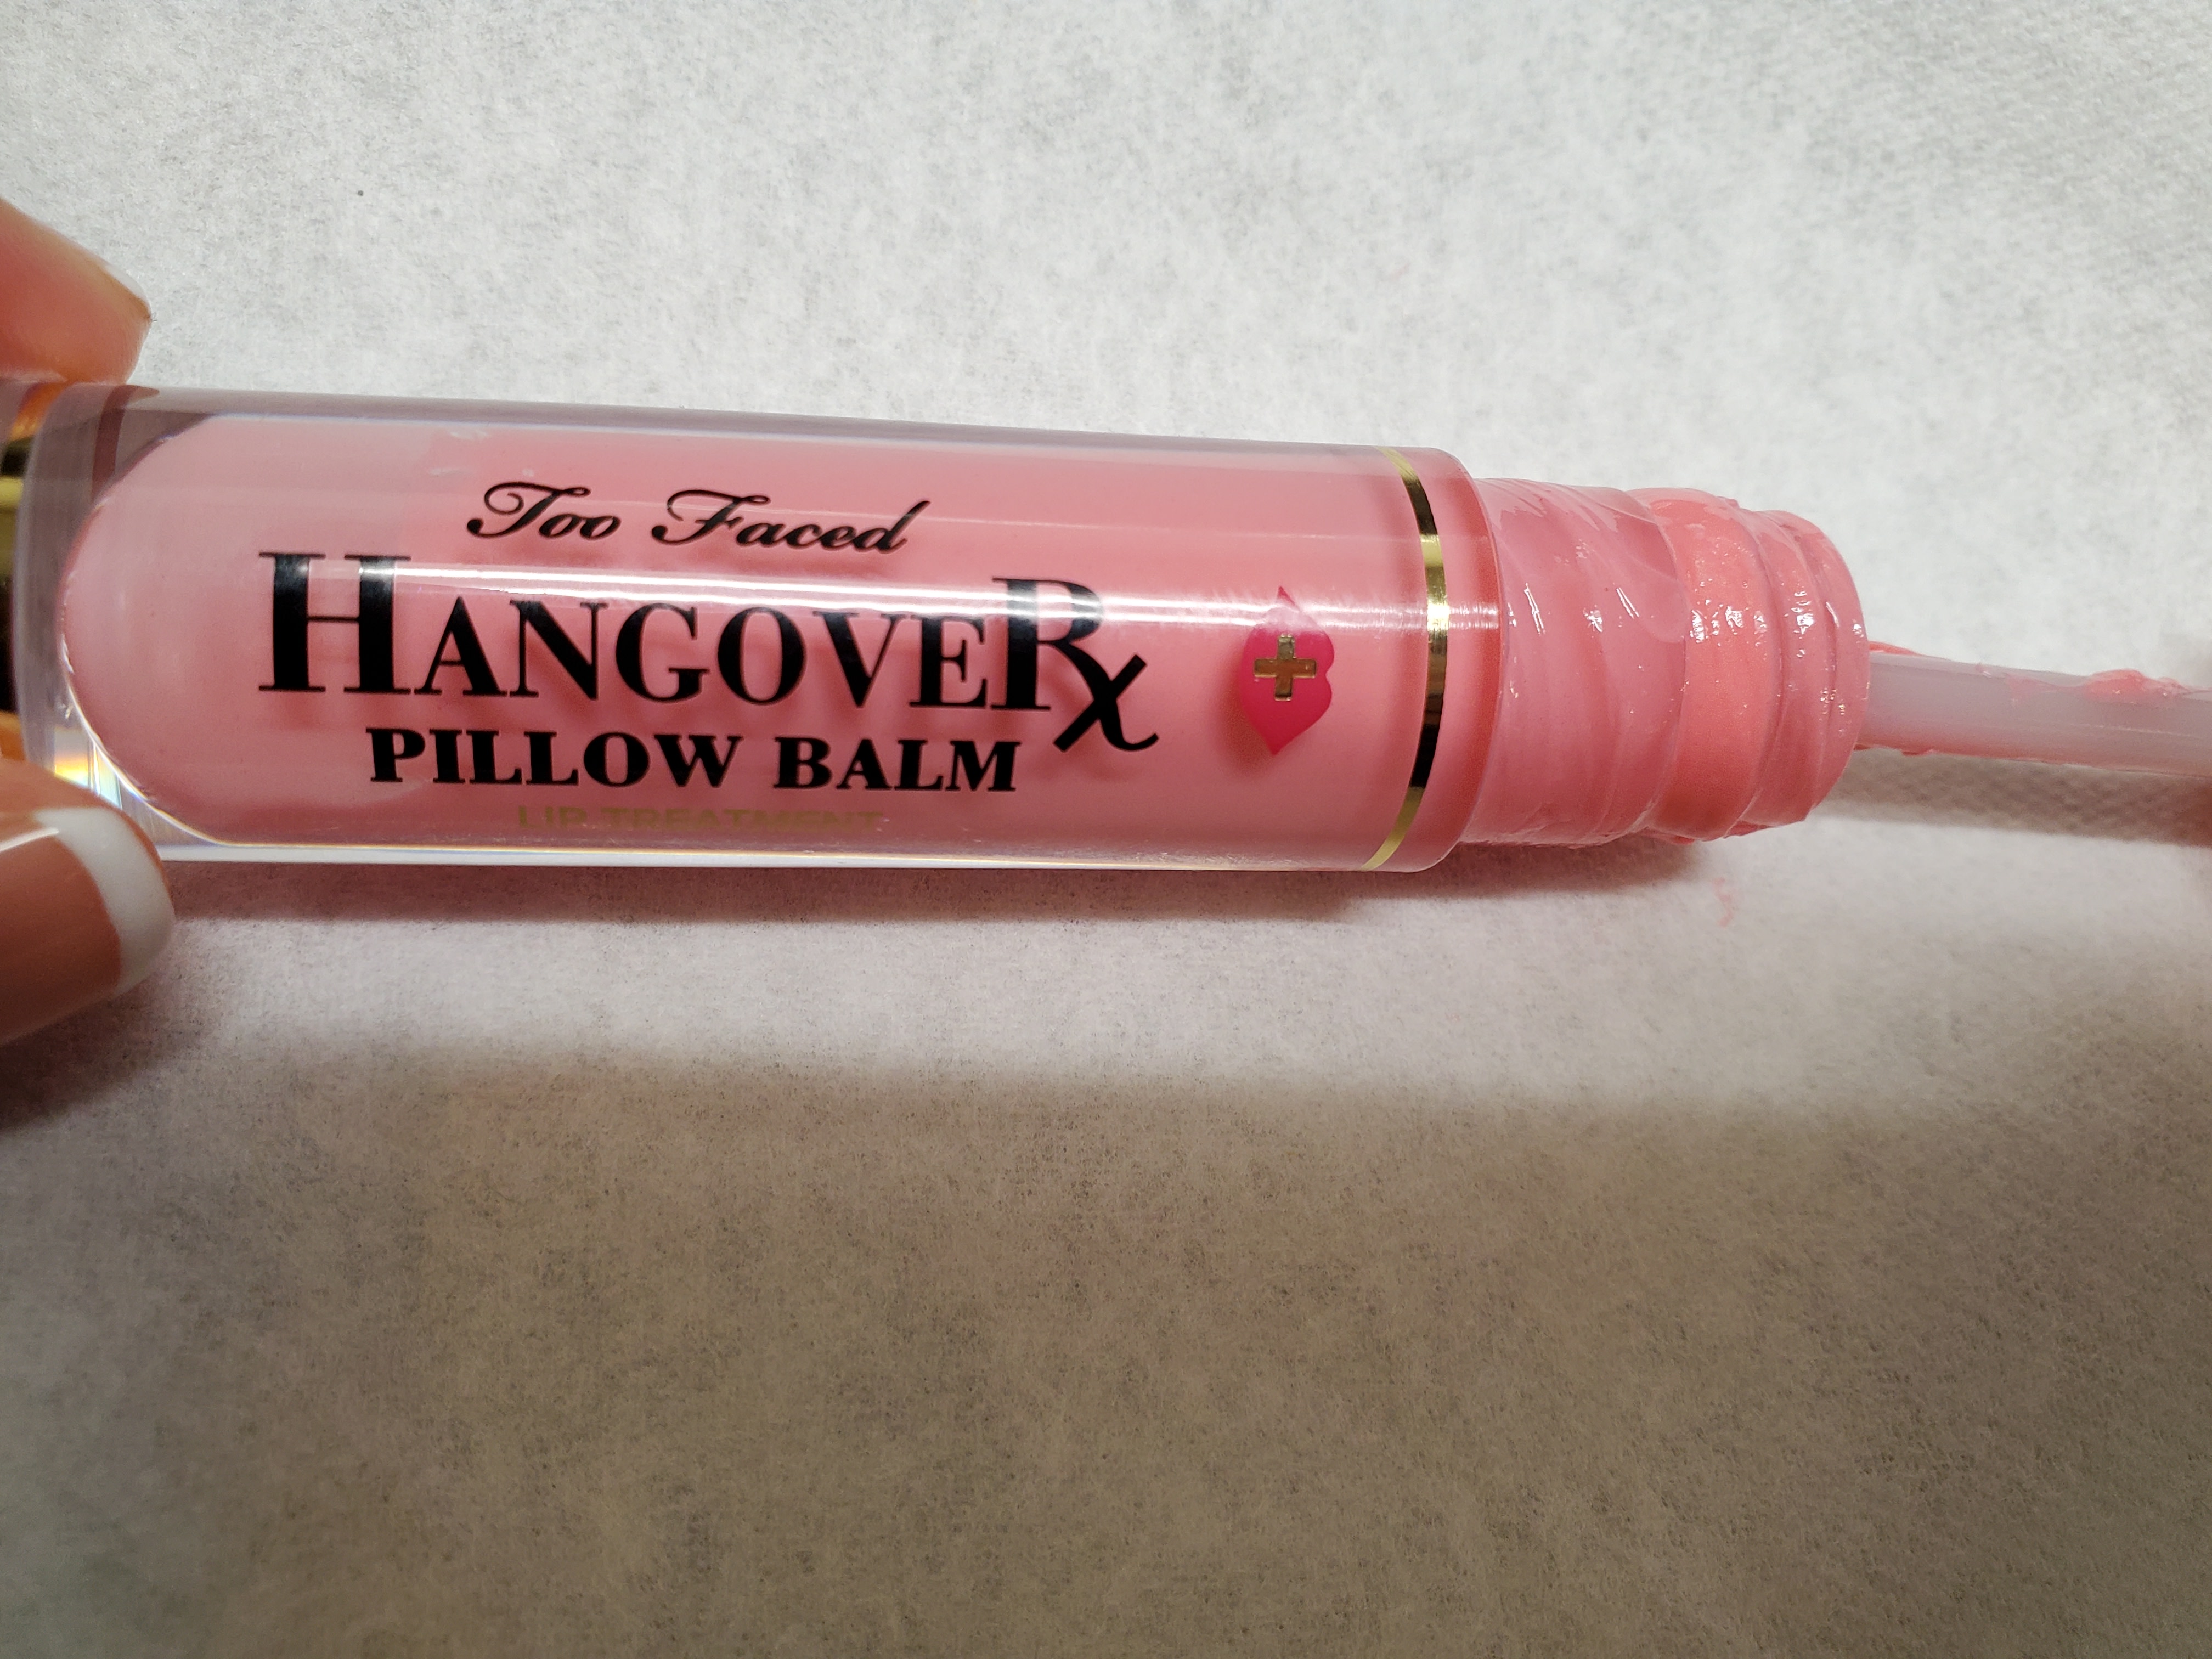 Too Faced
HANGOVERx
PILLOW BALM
LIP TREATMENT